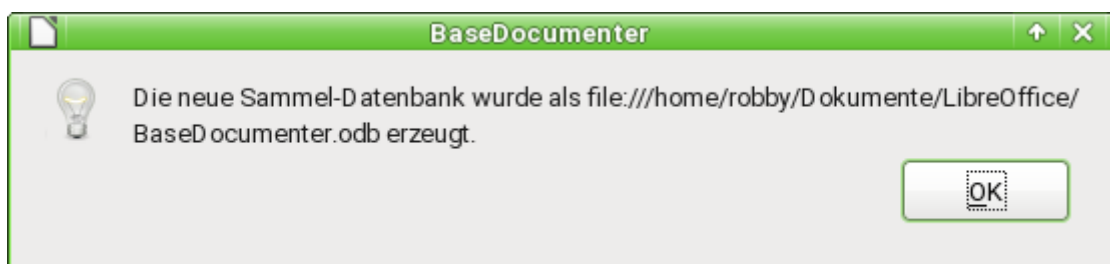 BaseDocumenter
Die neue Sammel-Datenbank wurde als file:///home/robby/Dokumente/LibreOffice/
BaseDocumenter.odb erzeugt.
OK